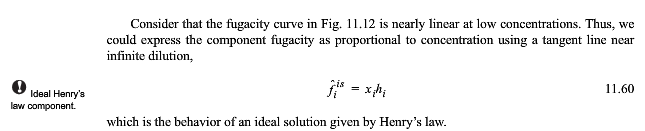 Consider that the fugacity curve in Fig. 11.12 is nearly linear at low concentrations. Thus, we
could express the component fugacity as proportional to concentration using a tangent line near
infinite dilution,
Ideal Henry's
law component.
f̂ᵢⁱˢ = xᵢhᵢ 11.60
which is the behavior of an ideal solution given by Henry's law.